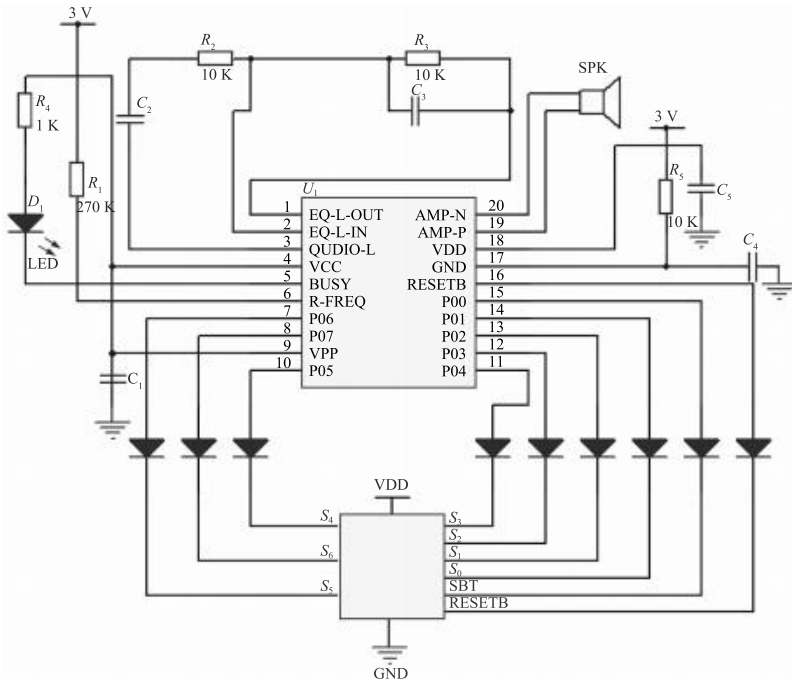 3 V
R2
10 K
R3
10 K
SPK
C2
C3
R4
1 K
3 V
R1
270 K
R5
10 K
C5
U1
D1
LED
C4
1 EQ-L-OUT AMP-N 20
2 EQ-L-IN AMP-P 19
3 QUDIO-L VDD 18
4 VCC GND 17
5 BUSY RESETB 16
6 R-FREQ P00 15
7 P06 P01 14
8 P07 P02 13
9 VPP P03 12
10 P05 P04 11
C1
VDD
S4 S3
S2
S6 S1
S0
S5 SBT
RESETB
GND